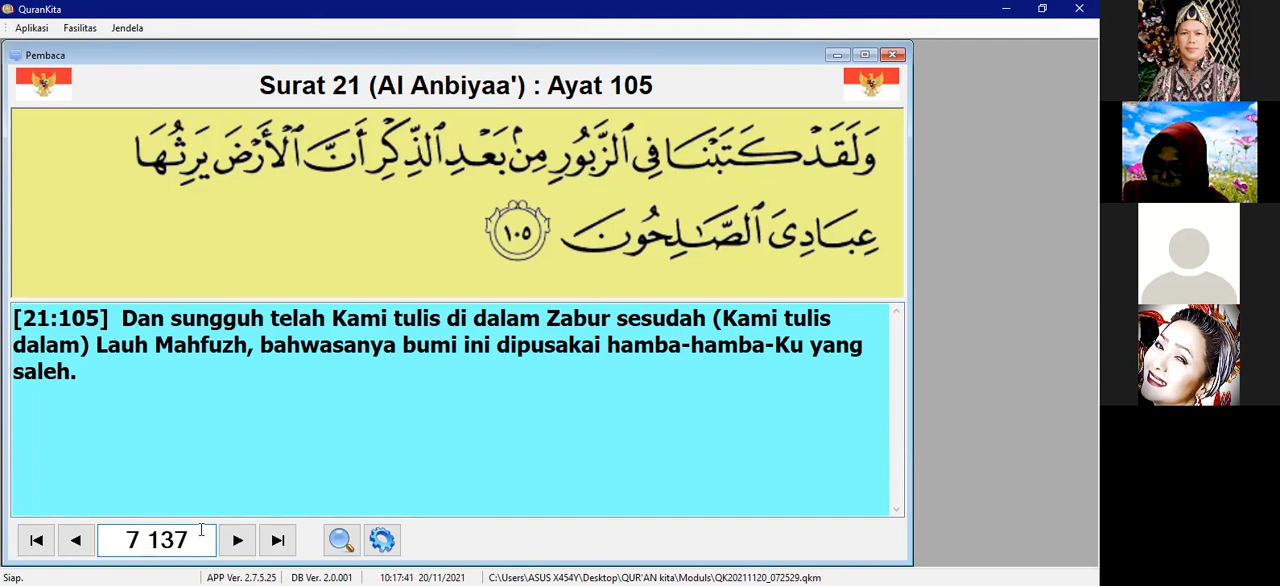 QuranKita
Aplikasi Fasilitas Jendela
Pembaca
Surat 21 (Al Anbiyaa') : Ayat 105
وَلَقَدْ كَتَبْنَا فِى ٱلزَّبُورِ مِنۢ بَعْدِ ٱلذِّكْرِ أَنَّ ٱلْأَرْضَ يَرِثُهَا
عِبَادِىَ ٱلصَّـٰلِحُونَ ١٠٥
[21:105] Dan sungguh telah Kami tulis di dalam Zabur sesudah (Kami tulis
dalam) Lauh Mahfuzh, bahwasanya bumi ini dipusakai hamba-hamba-Ku yang
saleh.
7 137
Siap. APP Ver. 2.7.5.25 DB Ver. 2.0.001 10:17:41 20/11/2021 C:\Users\ASUS X454Y\Desktop\QUR'AN kita\Moduls\QK20211120_072529.qkm